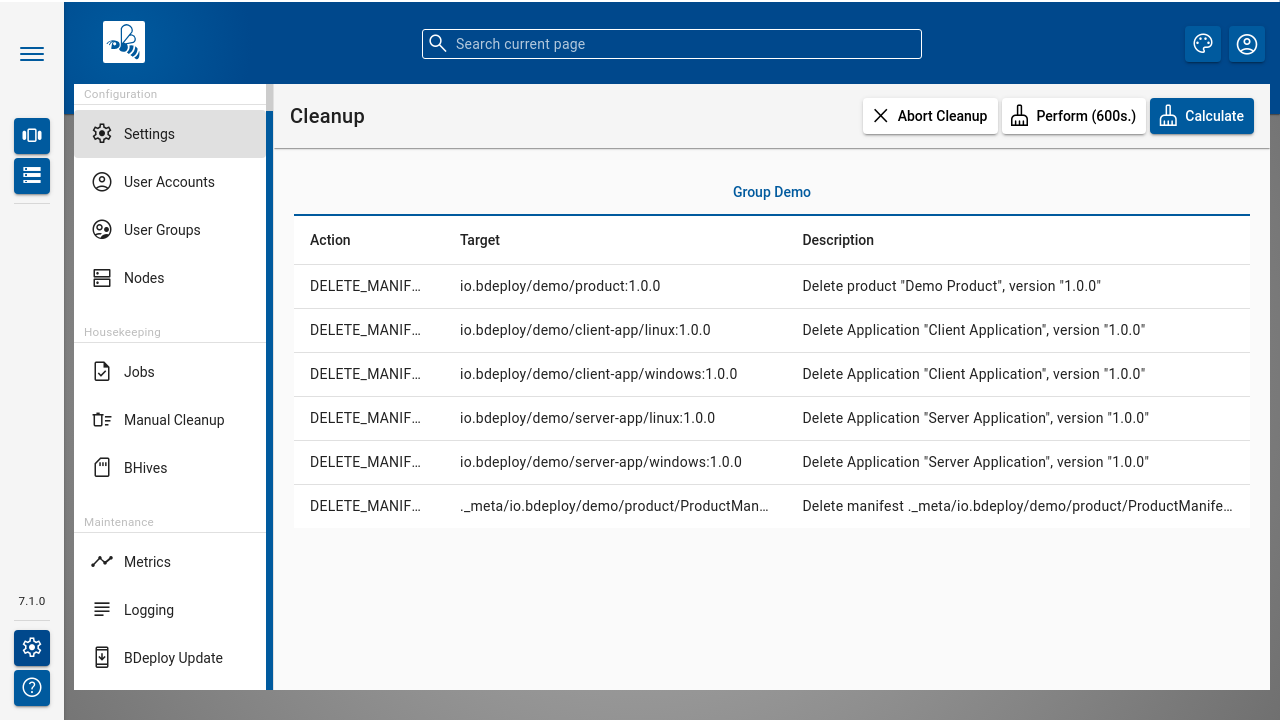 Search current page
Configuration
Settings
User Accounts
User Groups
Nodes
Housekeeping
Jobs
Manual Cleanup
BHives
Maintenance
Metrics
Logging
BDeploy Update
7.1.0
Cleanup
Abort Cleanup
Perform (600s.)
Calculate
Group Demo
Action Target Description
DELETE_MANIF... io.bdeploy/demo/product:1.0.0 Delete product "Demo Product", version "1.0.0"
DELETE_MANIF... io.bdeploy/demo/client-app/linux:1.0.0 Delete Application "Client Application", version "1.0.0"
DELETE_MANIF... io.bdeploy/demo/client-app/windows:1.0.0 Delete Application "Client Application", version "1.0.0"
DELETE_MANIF... io.bdeploy/demo/server-app/linux:1.0.0 Delete Application "Server Application", version "1.0.0"
DELETE_MANIF... io.bdeploy/demo/server-app/windows:1.0.0 Delete Application "Server Application", version "1.0.0"
DELETE_MANIF... ._meta/io.bdeploy/demo/product/ProductMan... Delete manifest ._meta/io.bdeploy/demo/product/ProductManife...